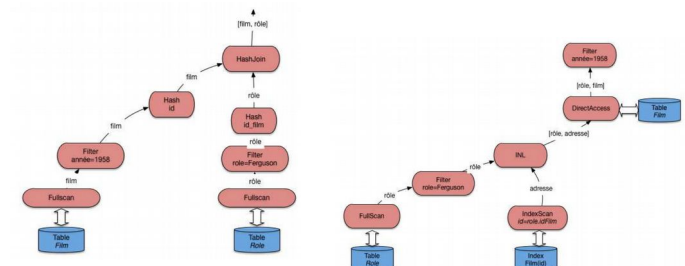 [film, rôle]
HashJoin
film
rôle
Hash
id
Hash
id_film
film
rôle
Filter
année=1958
Filter
role=Ferguson
film
rôle
Fullscan
Fullscan
Table
Film
Table
Role
Filter
année=1958
[rôle, film]
DirectAccess
Table
Film
[rôle, adresse]
INL
rôle
Filter
role=Ferguson
adresse
rôle
FullScan
IndexScan
id=role.idFilm
Table
Role
Index
Film(id)